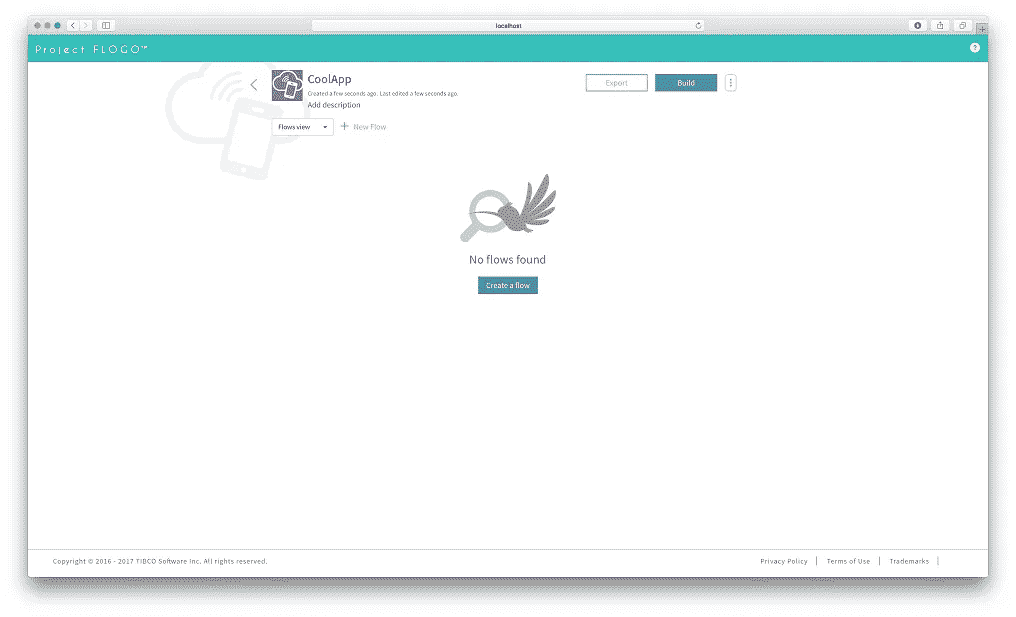 localhost
Project FLOGO™
?
CoolApp
Created a few seconds ago. Last edited a few seconds ago.
Add description
Export
Build
Flows view
+ New Flow
No flows found
Create a flow
Copyright © 2016 - 2017 TIBCO Software Inc. All rights reserved.
Privacy Policy | Terms of Use | Trademarks |